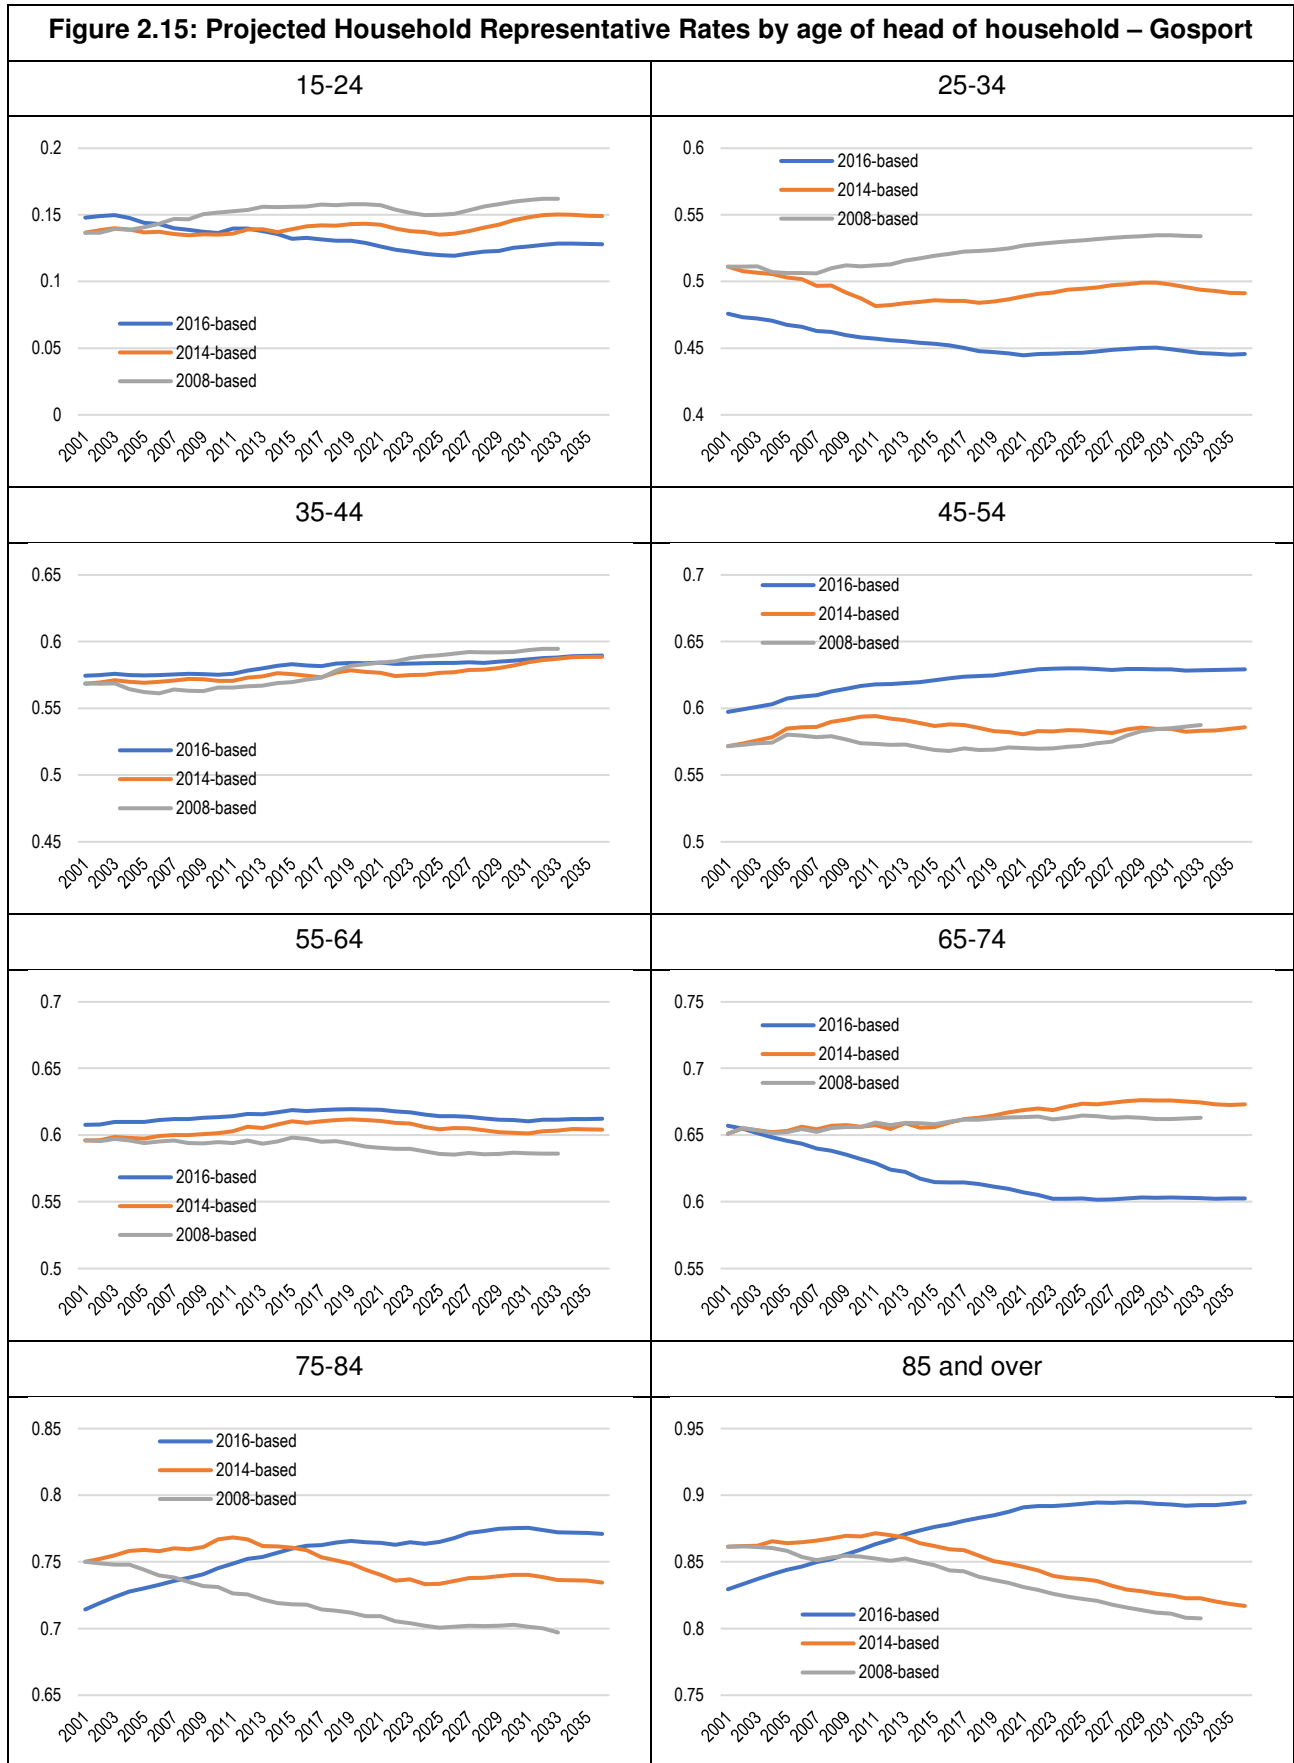 Figure 2.15: Projected Household Representative Rates by age of head of household – Gosport
15-24
25-34
0.2
0.15
0.1
0.05
0
2016-based
2014-based
2008-based
2001 2003 2005 2007 2009 2011 2013 2015 2017 2019 2021 2023 2025 2027 2029 2031 2033 2035
0.6
0.55
0.5
0.45
0.4
2016-based
2014-based
2008-based
2001 2003 2005 2007 2009 2011 2013 2015 2017 2019 2021 2023 2025 2027 2029 2031 2033 2035
35-44
45-54
0.65
0.6
0.55
0.5
0.45
2016-based
2014-based
2008-based
2001 2003 2005 2007 2009 2011 2013 2015 2017 2019 2021 2023 2025 2027 2029 2031 2033 2035
0.7
0.65
0.6
0.55
0.5
2016-based
2014-based
2008-based
2001 2003 2005 2007 2009 2011 2013 2015 2017 2019 2021 2023 2025 2027 2029 2031 2033 2035
55-64
65-74
0.7
0.65
0.6
0.55
0.5
2016-based
2014-based
2008-based
2001 2003 2005 2007 2009 2011 2013 2015 2017 2019 2021 2023 2025 2027 2029 2031 2033 2035
0.75
0.7
0.65
0.6
0.55
2016-based
2014-based
2008-based
2001 2003 2005 2007 2009 2011 2013 2015 2017 2019 2021 2023 2025 2027 2029 2031 2033 2035
75-84
85 and over
0.85
0.8
0.75
0.7
0.65
2016-based
2014-based
2008-based
2001 2003 2005 2007 2009 2011 2013 2015 2017 2019 2021 2023 2025 2027 2029 2031 2033 2035
0.95
0.9
0.85
0.8
0.75
2016-based
2014-based
2008-based
2001 2003 2005 2007 2009 2011 2013 2015 2017 2019 2021 2023 2025 2027 2029 2031 2033 2035